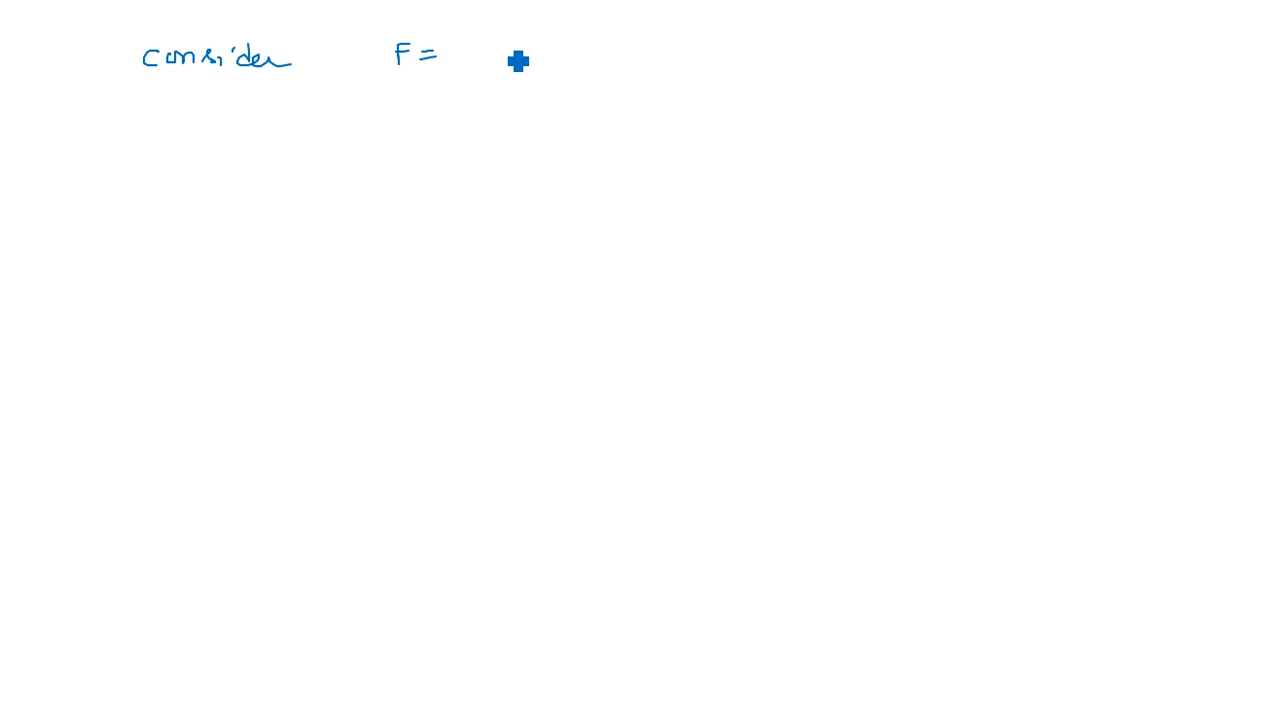 consider F =